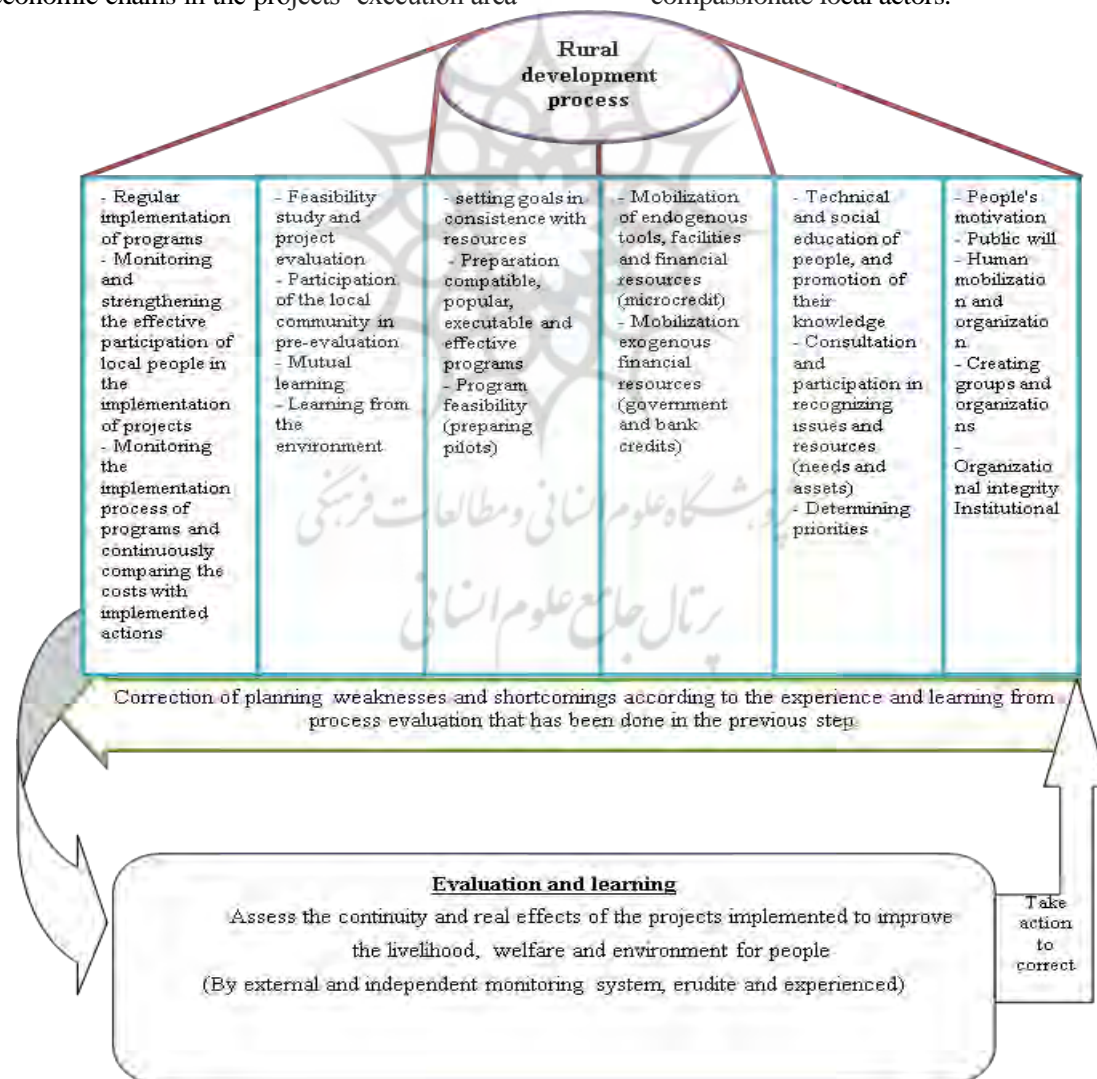 economic chains in the projects' execution area
compassionate local actors.
Rural
development
process
- Regular
implementation
of programs
- Monitoring
and
strengthening
the effective
participation of
local people in
the
implementation
of projects
- Monitoring
the
implementation
process of
programs and
continuously
comparing the
costs with
implemented
actions
- Feasibility
study and
project
evaluation
- Participation
of the local
community in
pre-evaluation
- Mutual
learning
- Learning from
the
environment
- setting goals in
consistence with
resources
- Preparation
compatible,
popular,
executable and
effective
programs
- Program
feasibility
(preparing
pilots)
- Mobilization
of endogenous
tools, facilities
and financial
resources
(microcredit)
- Mobilization
exogenous
financial
resources
(government
and bank
credits)
- Technical
and social
education of
people, and
promotion of
their
knowledge
- Consultation
and
participation in
recognizing
issues and
resources
(needs and
assets)
- Determining
priorities
- People's
motivation
- Public will
- Human
mobilizatio
n and
organizatio
n.
- Creating
groups and
organizatio
ns
-
Organizatio
nal integrity
Institutional
پژوهشگاه علوم انسانی و مطالعات فرهنگی
پرتال جامع علوم انسانی
Correction of planning weaknesses and shortcomings according to the experience and learning from
process evaluation that has been done in the previous step
Evaluation and learning
Assess the continuity and real effects of the projects implemented to improve
the livelihood, welfare and environment for people
(By external and independent monitoring system, erudite and experienced)
Take
action
to
correct